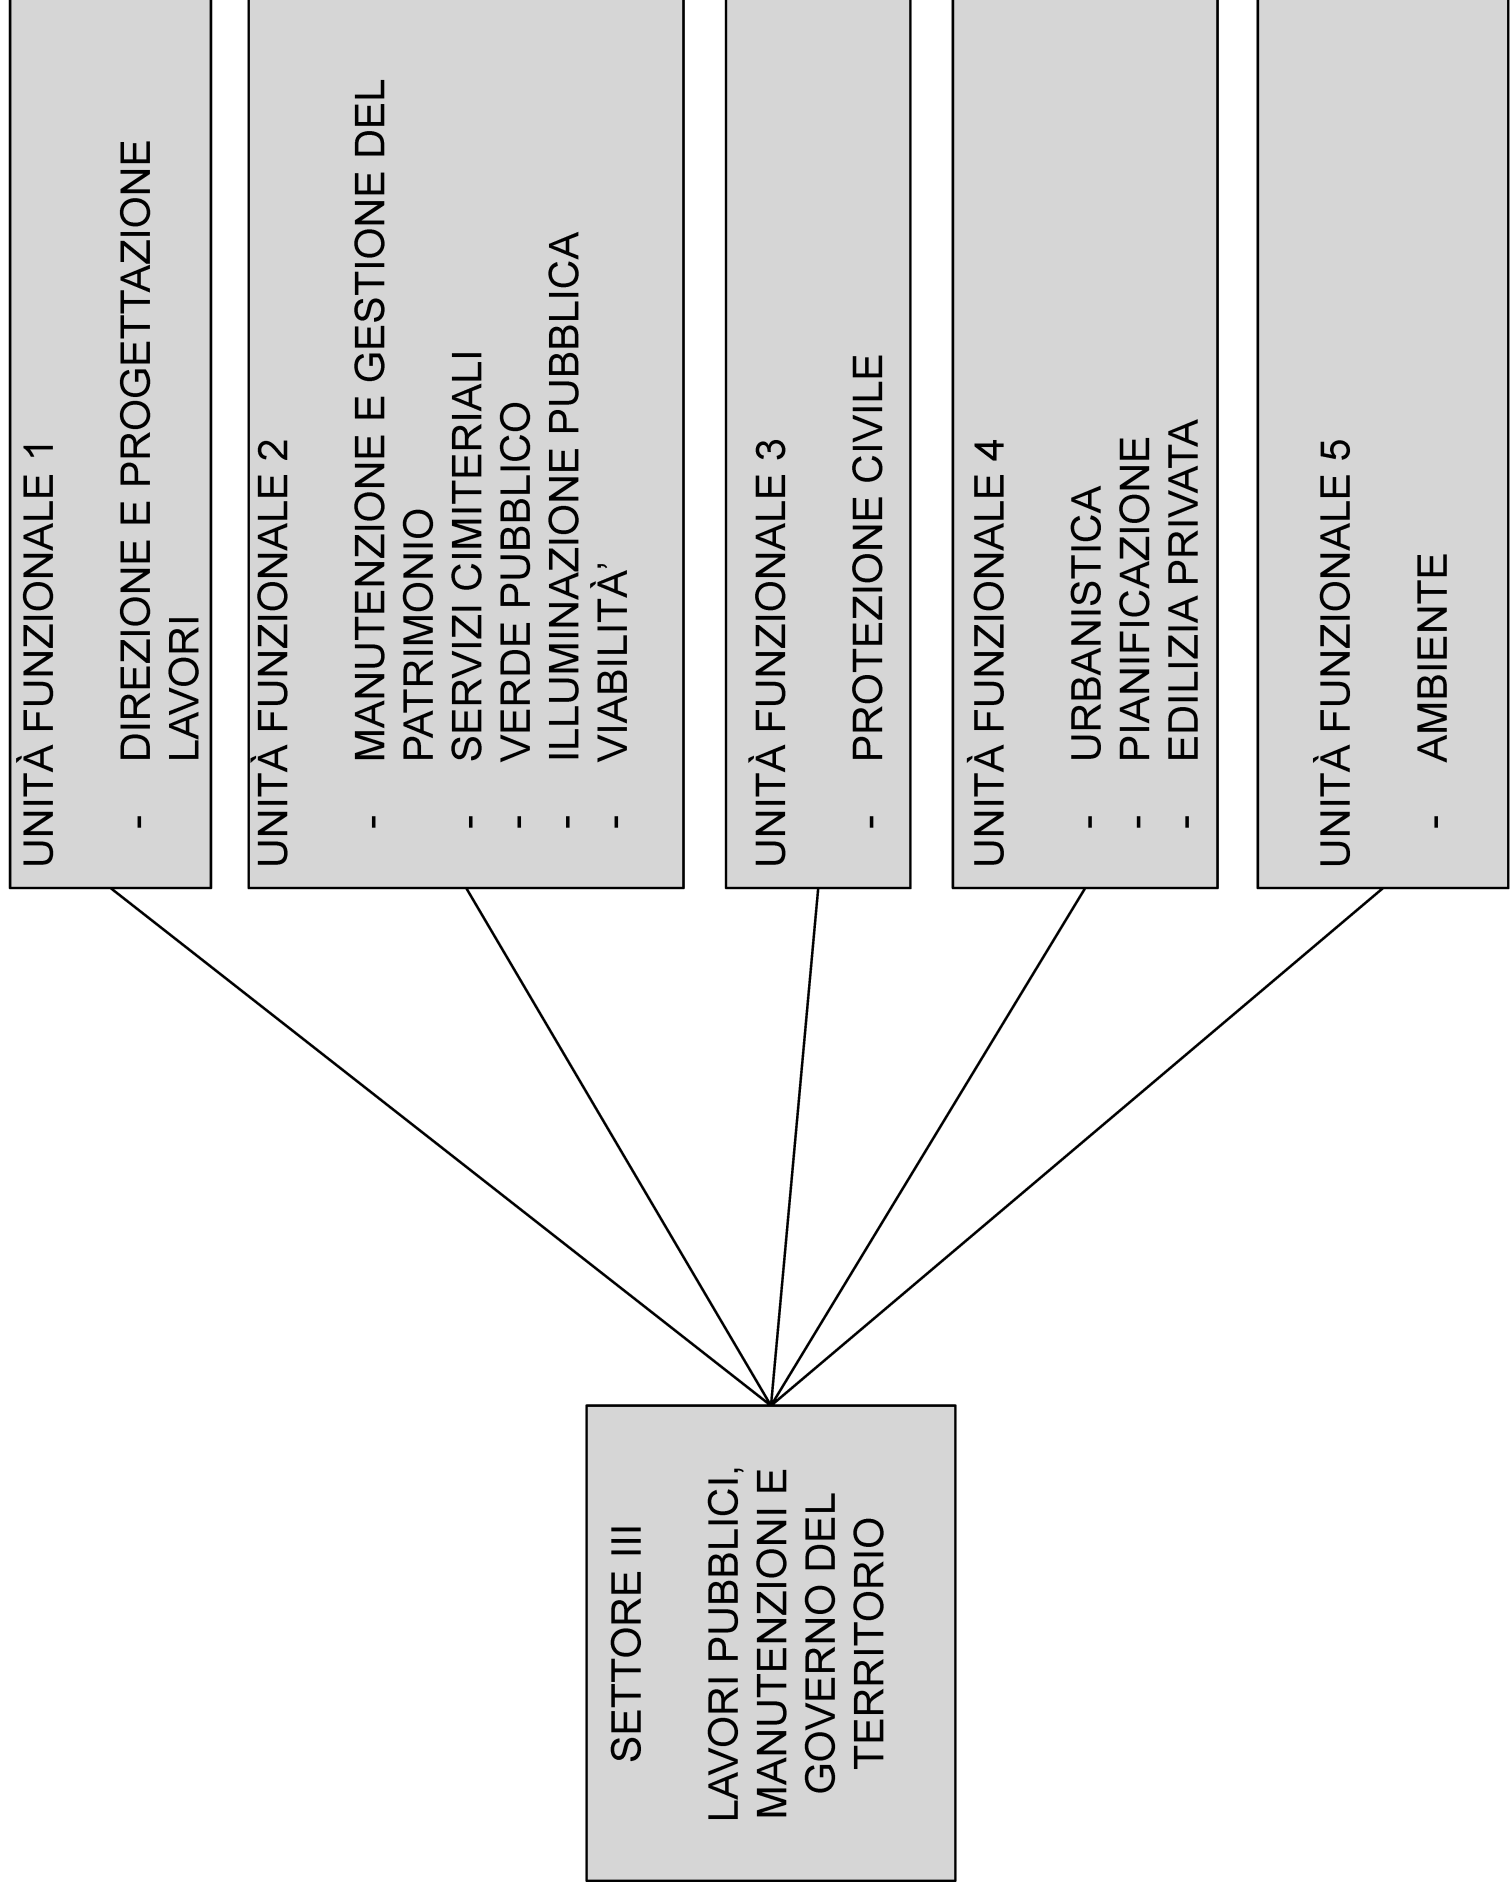 SETTORE III
LAVORI PUBBLICI,
MANUTENZIONI E
GOVERNO DEL
TERRITORIO
UNITÀ FUNZIONALE 1
- DIREZIONE E PROGETTAZIONE
LAVORI
UNITÀ FUNZIONALE 2
- MANUTENZIONE E GESTIONE DEL
PATRIMONIO
- SERVIZI CIMITERIALI
- VERDE PUBBLICO
- ILLUMINAZIONE PUBBLICA
- VIABILITÀ’
UNITÀ FUNZIONALE 3
- PROTEZIONE CIVILE
UNITÀ FUNZIONALE 4
- URBANISTICA
- PIANIFICAZIONE
- EDILIZIA PRIVATA
UNITÀ FUNZIONALE 5
- AMBIENTE